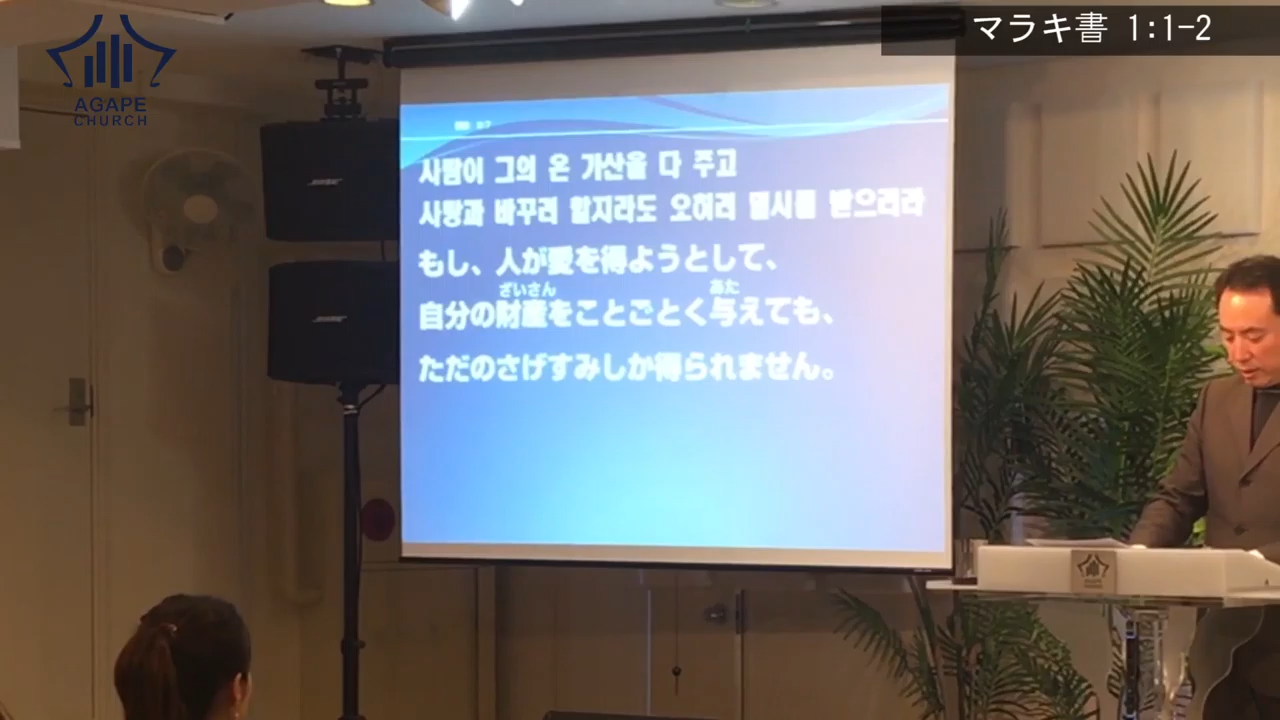 マラキ書 1:1-2
AGAPE
CHURCH
BOSE
BOSE
사람이 그의 온 가산을 다 주고
사랑과 바꾸려 할지라도 오히려 멸시를 받으리라
もし、人が愛を得ようとして、
ざいさん あた
自分の財産をことごとく与えても、
ただのさげすみしか得られません。
AGAPE
CHURCH